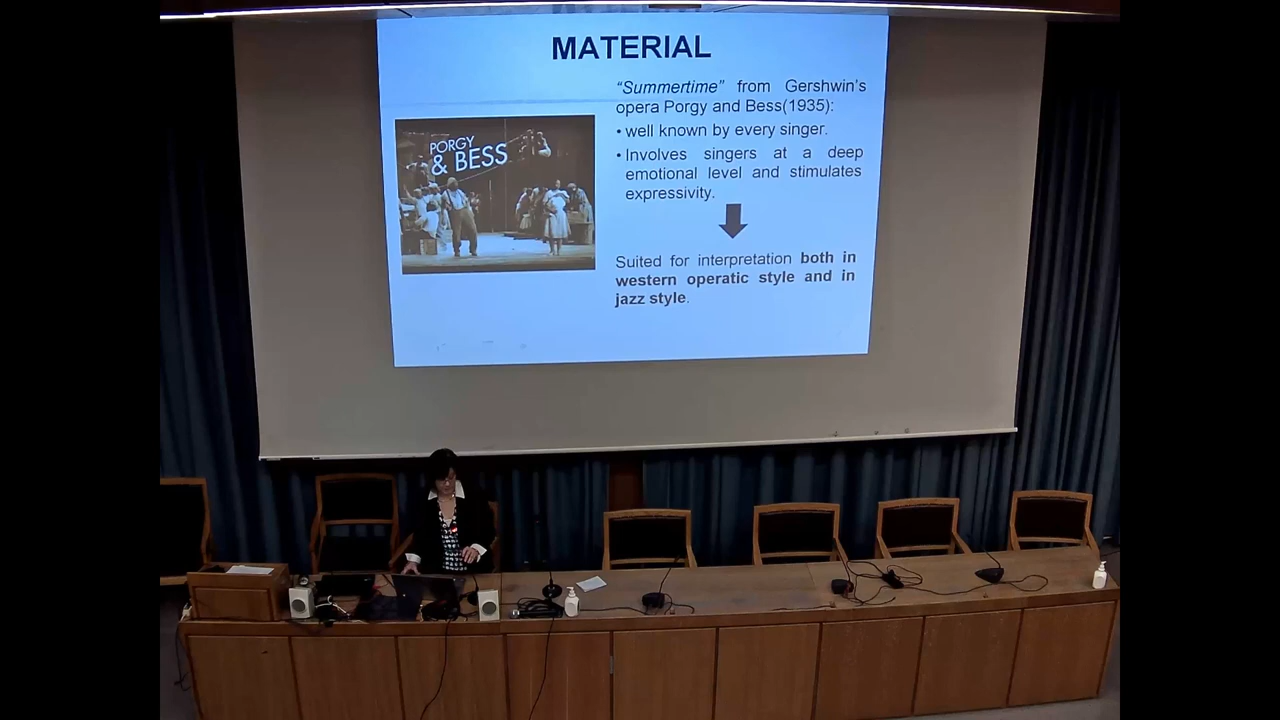 MATERIAL
PORGY
& BESS
“Summertime” from Gershwin’s
opera Porgy and Bess(1935):
• well known by every singer.
• Involves singers at a deep
emotional level and stimulates
expressivity.
Suited for interpretation both in
western operatic style and in
jazz style.